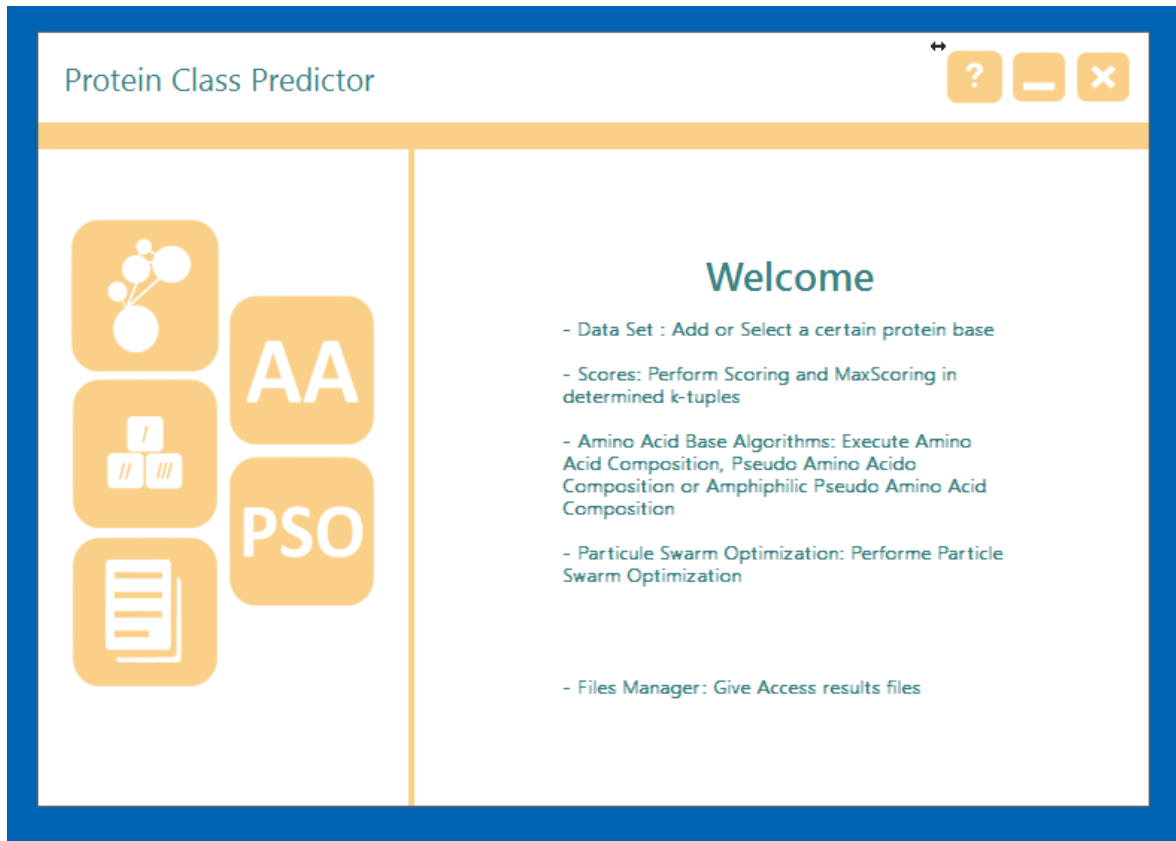 Protein Class Predictor
?
AA
PSO
I
II III
Welcome
- Data Set : Add or Select a certain protein base
- Scores: Perform Scoring and MaxScoring in
determined k-tuples
- Amino Acid Base Algorithms: Execute Amino
Acid Composition, Pseudo Amino Acido
Composition or Amphiphilic Pseudo Amino Acid
Composition
- Particule Swarm Optimization: Performe Particle
Swarm Optimization
- Files Manager: Give Access results files